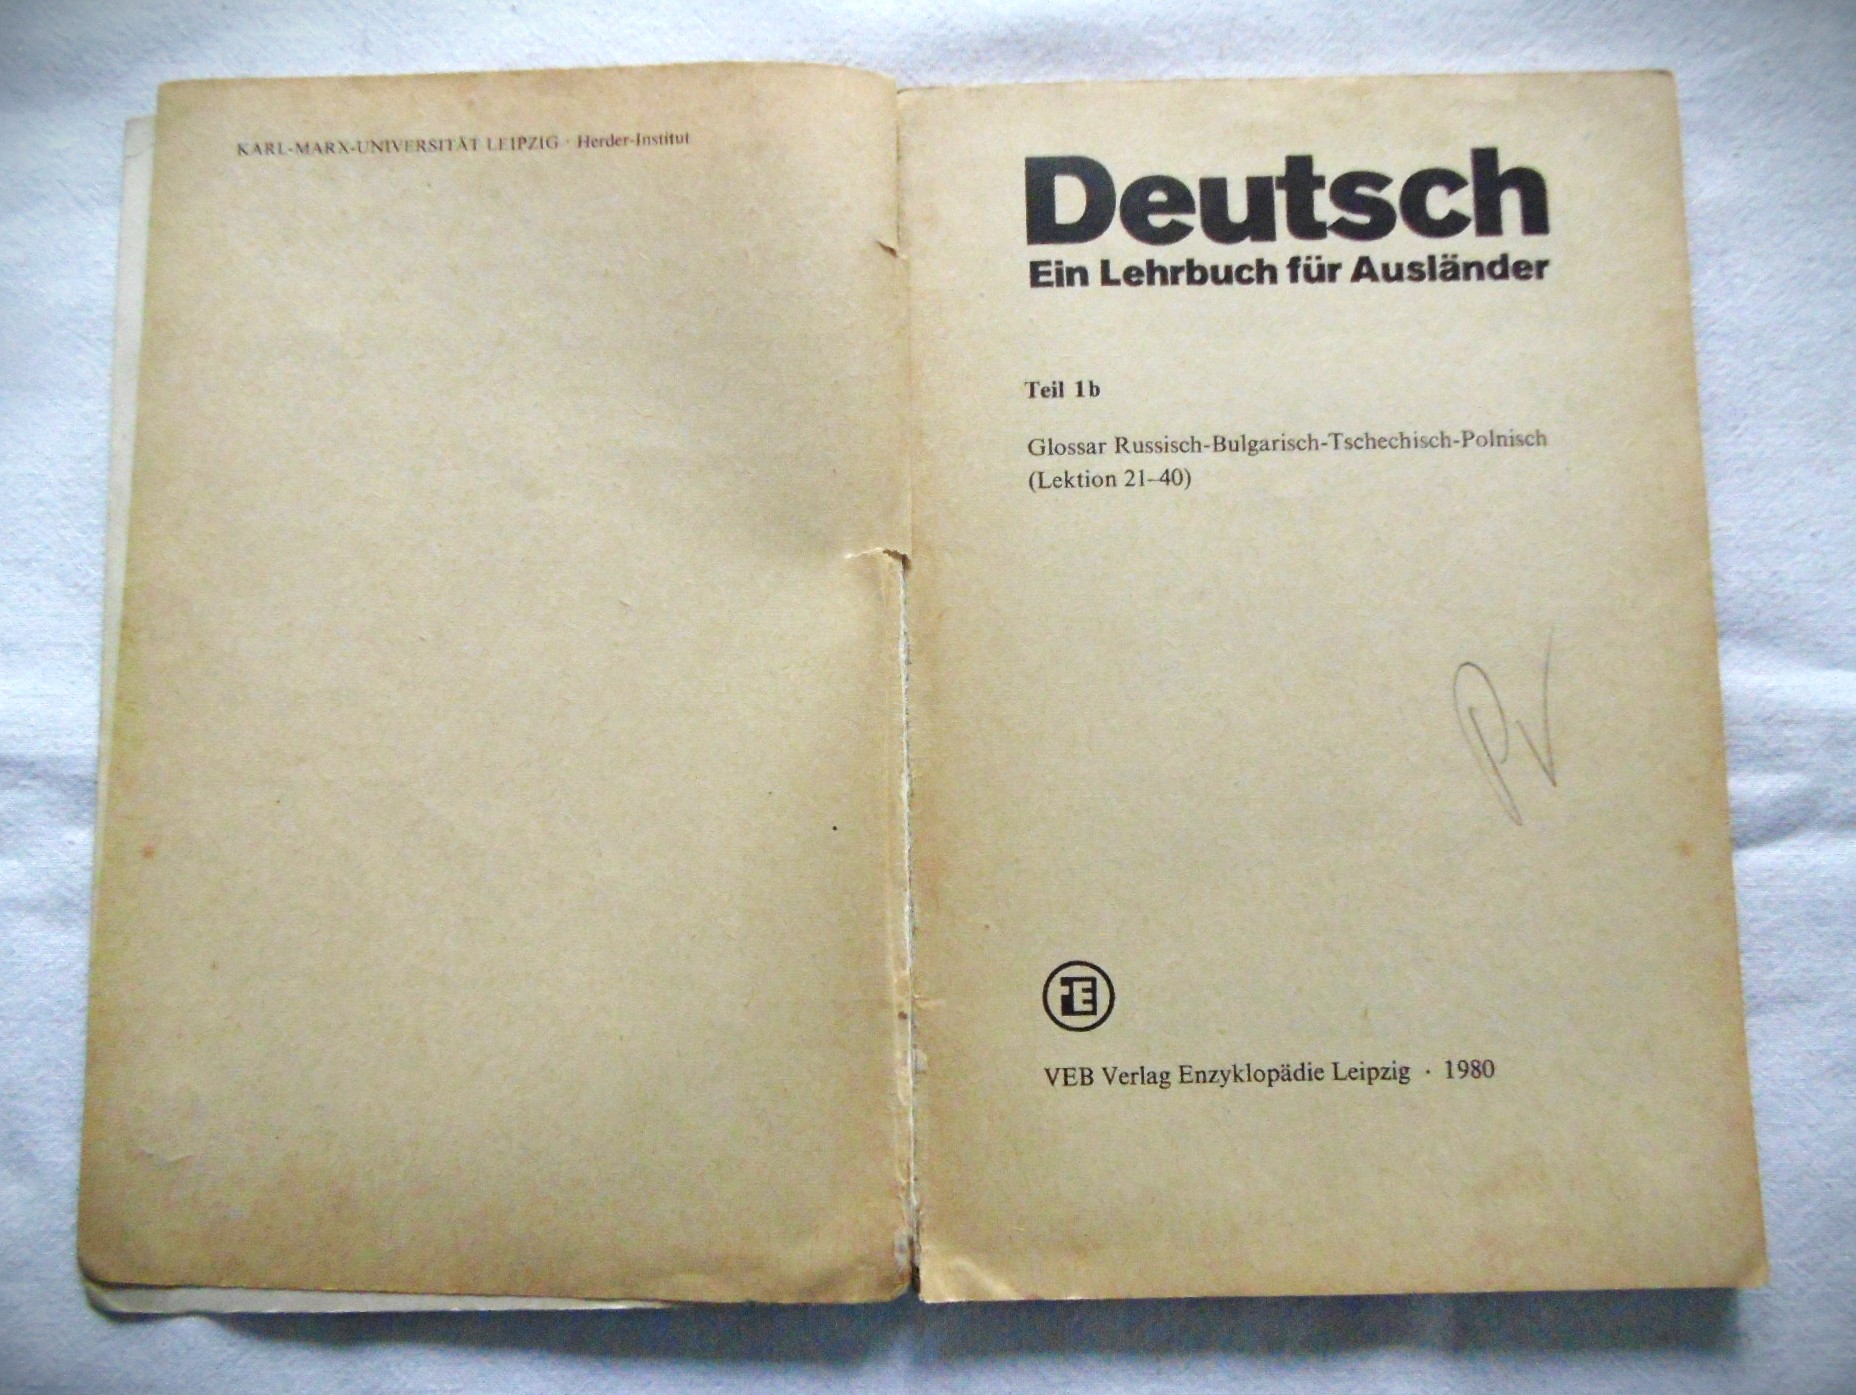 KARL-MARX-UNIVERSITÄT LEIPZIG · Herder-Institut
Deutsch
Ein Lehrbuch für Ausländer
Teil 1b
Glossar Russisch-Bulgarisch-Tschechisch-Polnisch
(Lektion 21–40)
VEB Verlag Enzyklopädie Leipzig · 1980